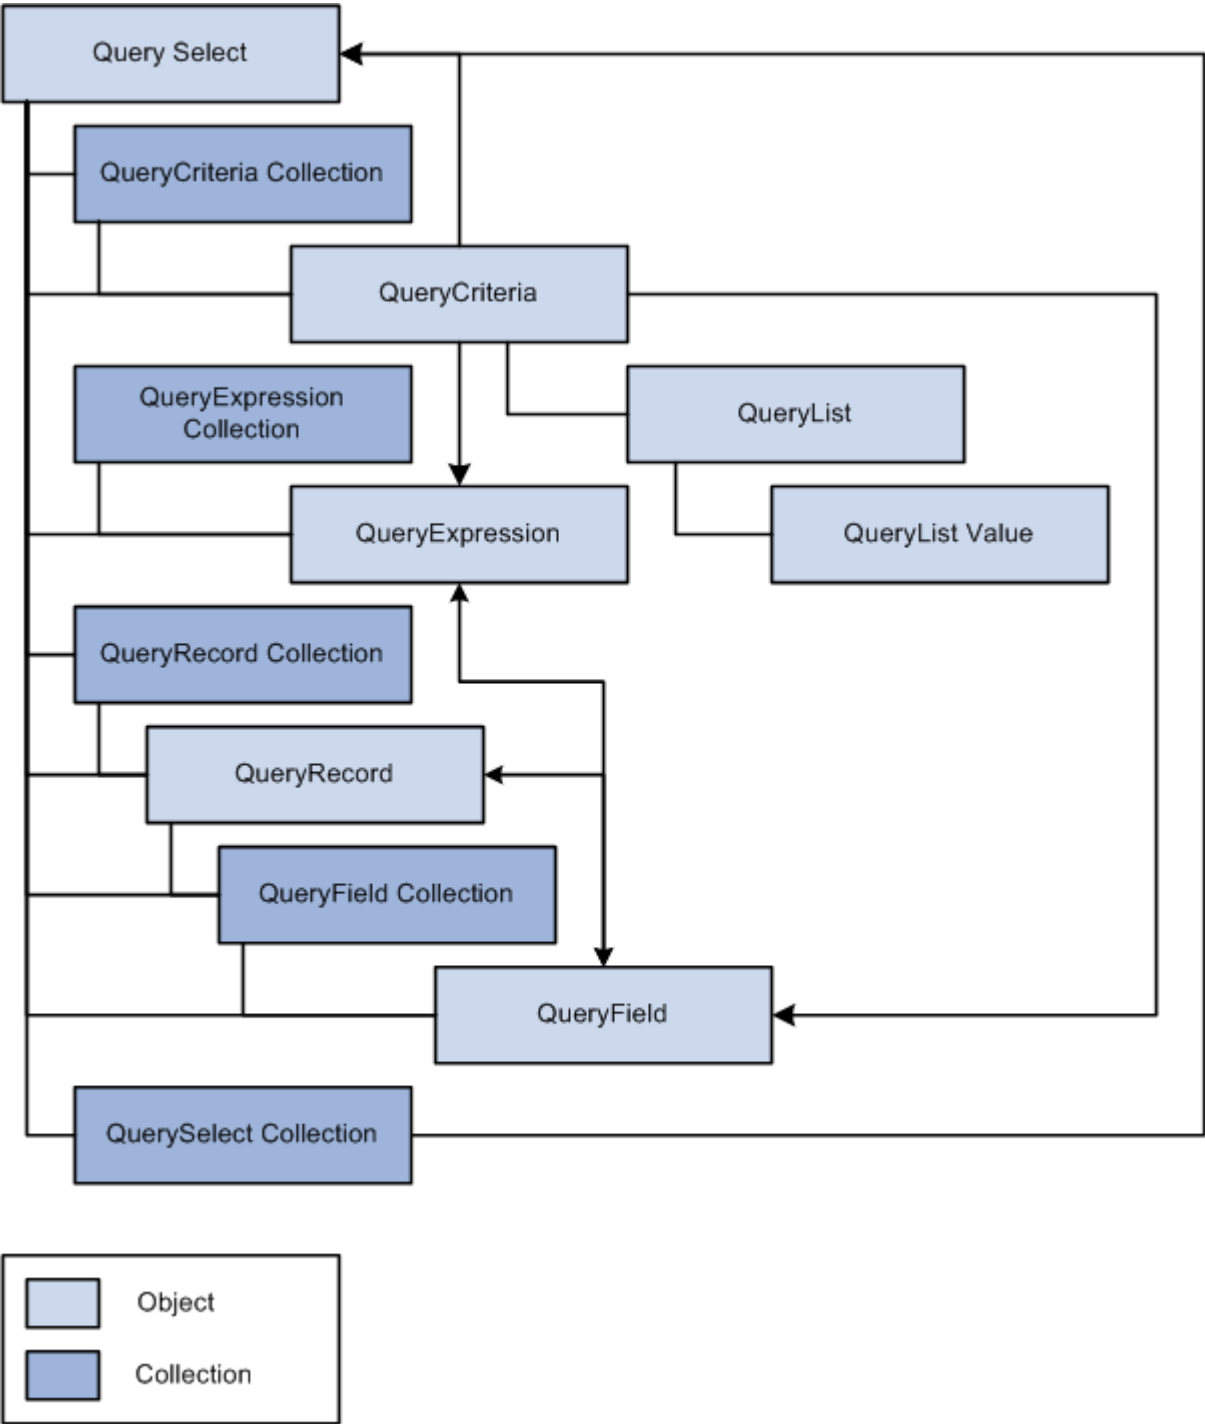 Query Select
QueryCriteria Collection
QueryCriteria
QueryExpression
Collection
QueryList
QueryExpression
QueryList Value
QueryRecord Collection
QueryRecord
QueryField Collection
QueryField
QuerySelect Collection
Object
Collection